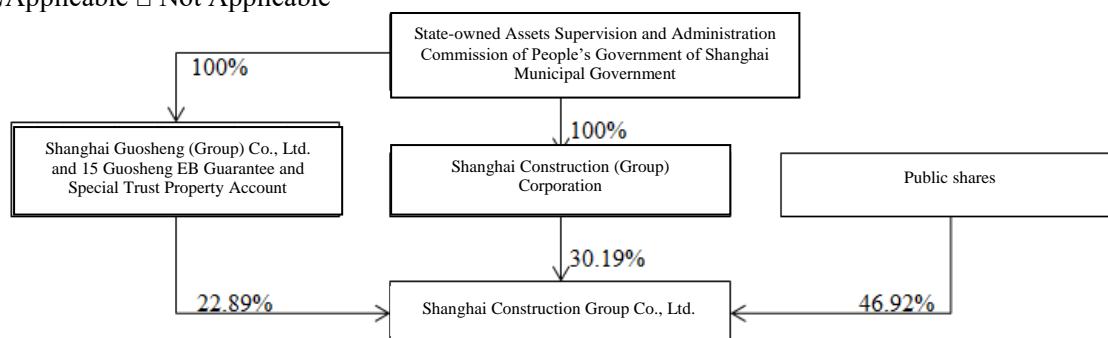 /Applicable □ Not Applicable
State-owned Assets Supervision and Administration
Commission of People's Government of Shanghai
Municipal Government
100%
100%
Shanghai Guosheng (Group) Co., Ltd.
and 15 Guosheng EB Guarantee and
Special Trust Property Account
Shanghai Construction (Group)
Corporation
Public shares
30.19%
22.89%
Shanghai Construction Group Co., Ltd.
46.92%